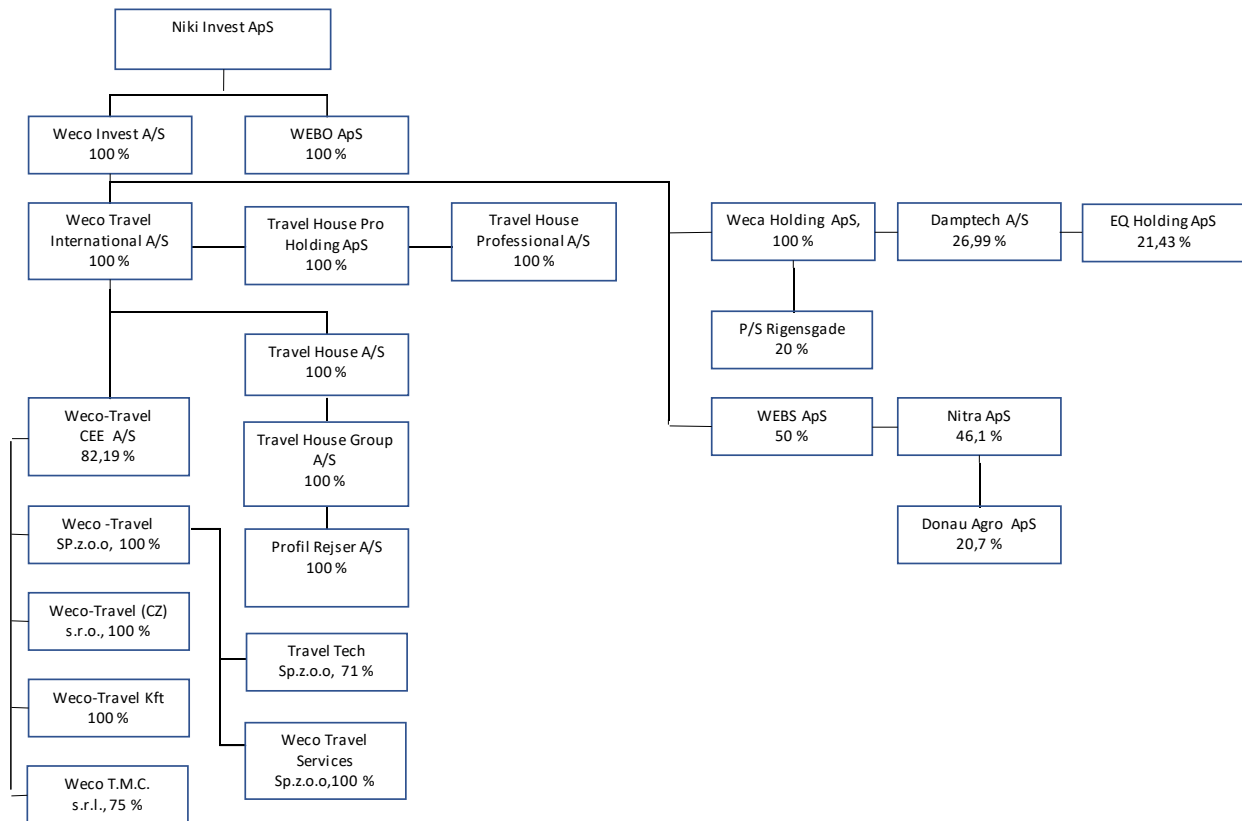 Niki Invest ApS
Weco Invest A/S
100 %
WEBO ApS
100 %
Weco Travel
International A/S
100 %
Travel House Pro
Holding ApS
100 %
Travel House
Professional A/S
100 %
Weca Holding ApS,
100 %
Damptech A/S
26,99 %
EQ Holding ApS
21,43 %
P/S Rigensgade
20 %
Travel House A/S
100 %
Weco-Travel
CEE A/S
82,19 %
Travel House Group
A/S
100 %
WEBS ApS
50 %
Nitra ApS
46,1 %
Weco -Travel
SP.z.o.o, 100 %
Profil Rejser A/S
100 %
Donau Agro ApS
20,7 %
Weco-Travel (CZ)
s.r.o., 100 %
Travel Tech
Sp.z.o.o, 71 %
Weco-Travel Kft
100 %
Weco Travel
Services
Sp.z.o.o,100 %
Weco T.M.C.
s.r.l., 75 %